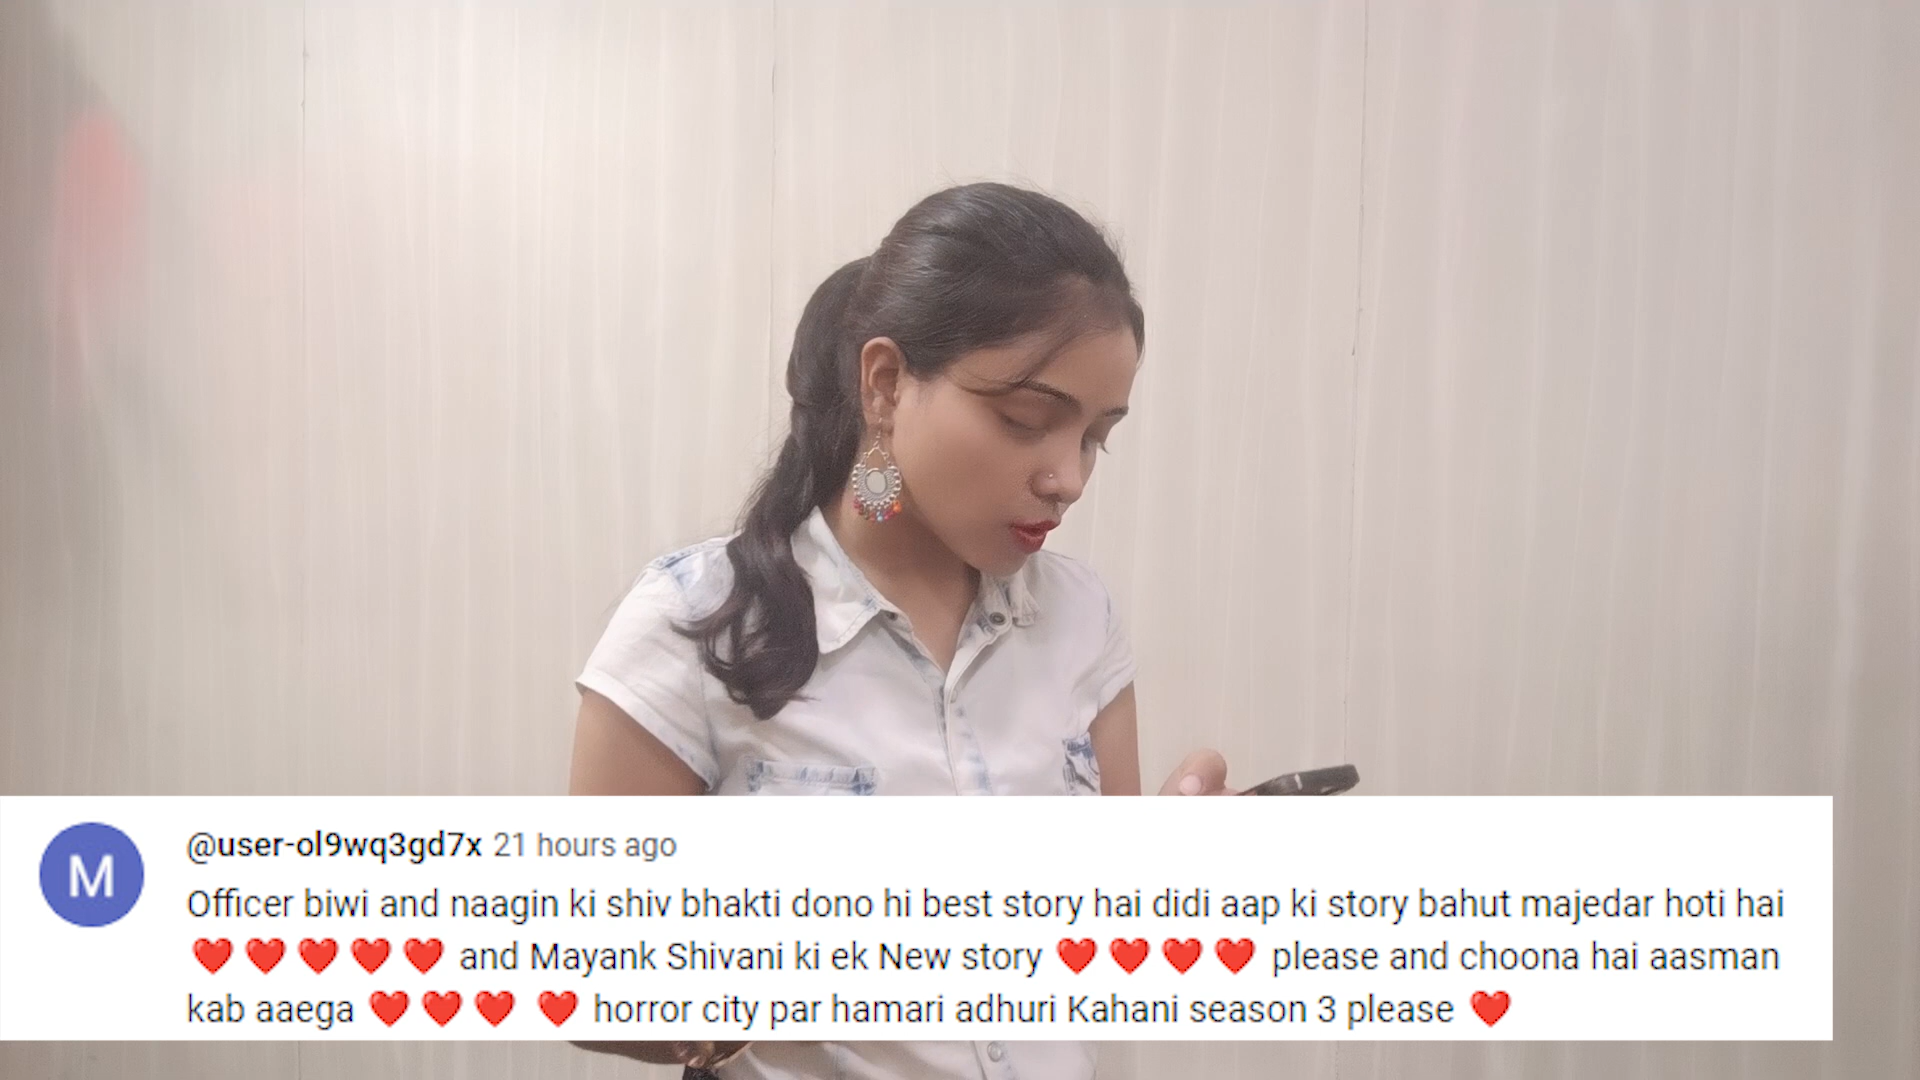 M
@user-ol9wq3gd7x 21 hours ago
Officer biwi and naagin ki shiv bhakti dono hi best story hai didi aap ki story bahut majedar hoti hai
❤️❤️❤️❤️❤️ and Mayank Shivani ki ek New story ❤️❤️❤️❤️ please and choona hai aasman
kab aaega ❤️❤️❤️ ❤️ horror city par hamari adhuri Kahani season 3 please ❤️